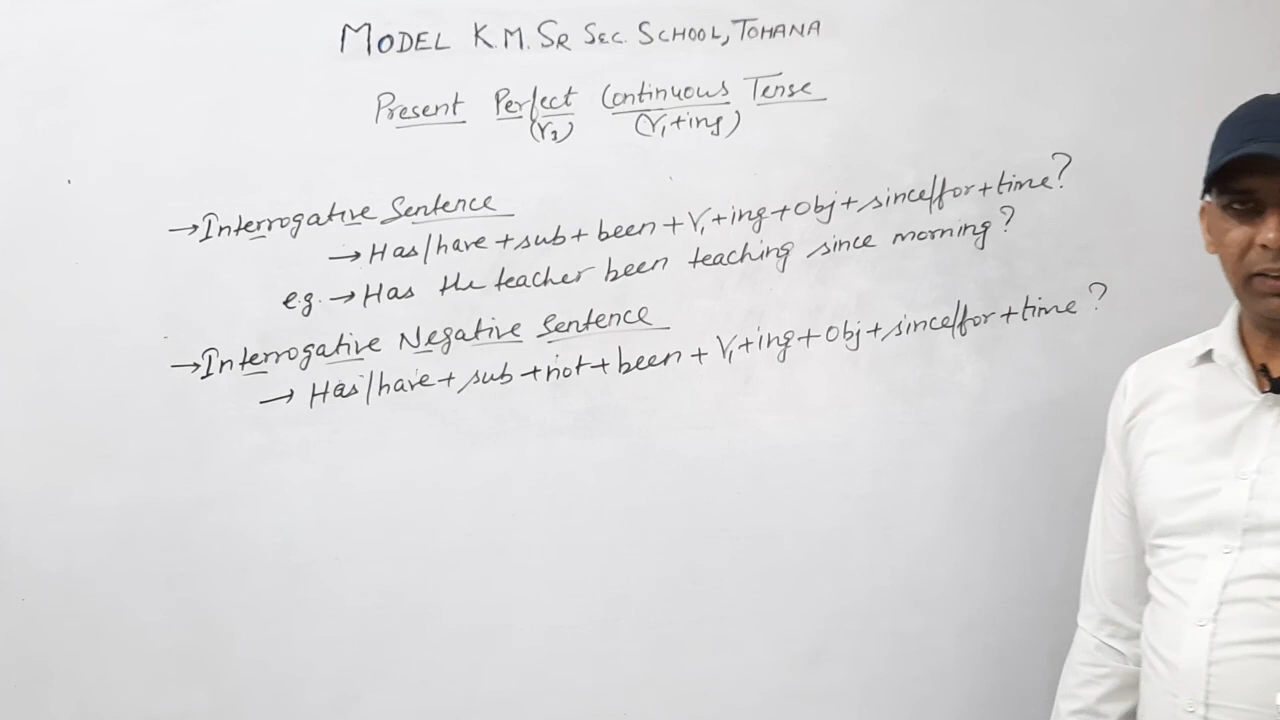 MODEL K.M. SR SEC. SCHOOL, TOHANA
Present Perfect Continuous Tense
(V₃) (V₁+ing)
→ Interrogative Sentence
→ Has/have + sub + been + V₁ + ing + Obj + since/for + time?
e.g. → Has the teacher been teaching since morning?
→ Interrogative Negative Sentence
→ Has/have + sub + not + been + V₁ + ing + Obj + since/for + time?